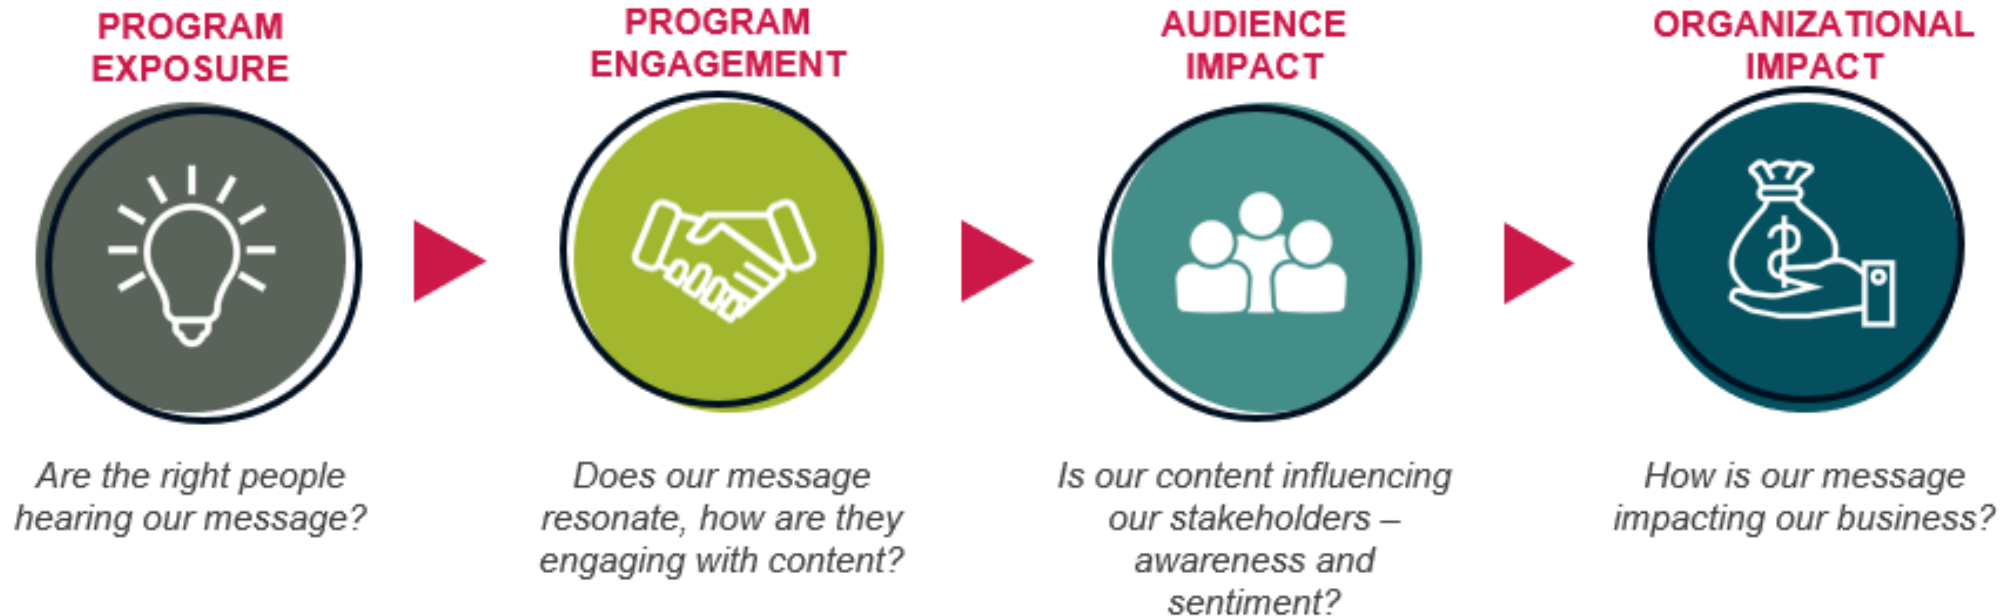 PROGRAM
EXPOSURE
Are the right people
hearing our message?
PROGRAM
ENGAGEMENT
Does our message
resonate, how are they
engaging with content?
AUDIENCE
IMPACT
Is our content influencing
our stakeholders –
awareness and
sentiment?
ORGANIZATIONAL
IMPACT
$
How is our message
impacting our business?